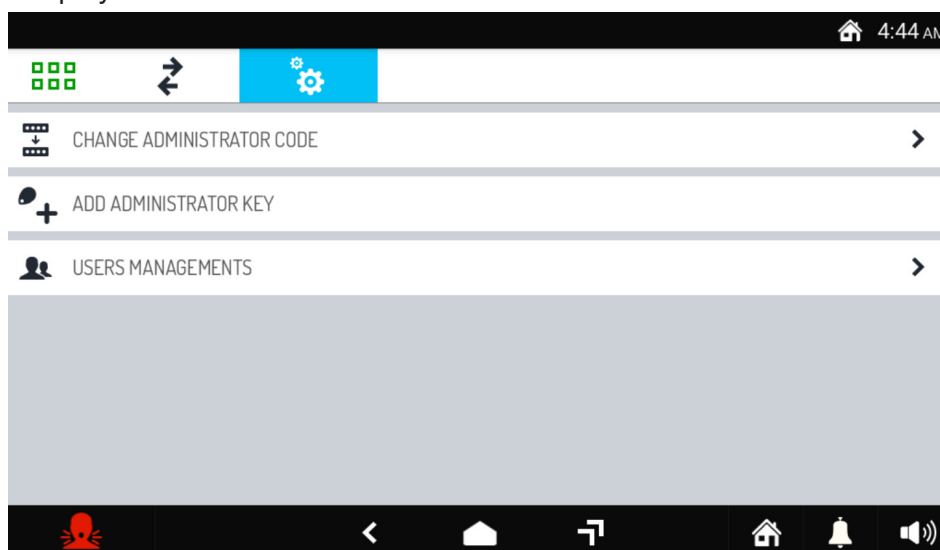 4:44 AM
CHANGE ADMINISTRATOR CODE
ADD ADMINISTRATOR KEY
USERS MANAGEMENTS